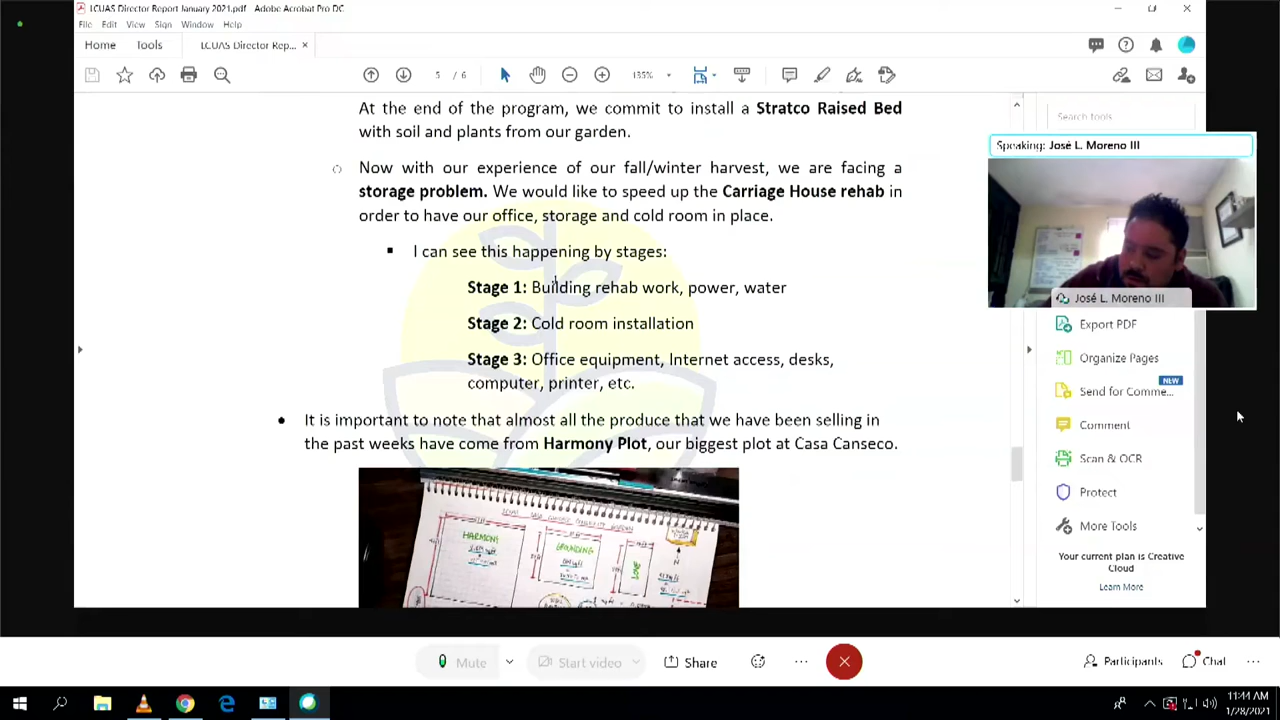 LCUAS Director Report January 2021.pdf - Adobe Acrobat Pro DC
File Edit View Sign Window Help
Home Tools LCUAS Director Rep... ×
5 / 6 135%
At the end of the program, we commit to install a Stratco Raised Bed
with soil and plants from our garden.
Now with our experience of our fall/winter harvest, we are facing a
storage problem. We would like to speed up the Carriage House rehab in
order to have our office, storage and cold room in place.
I can see this happening by stages:
Stage 1: Building rehab work, power, water
Stage 2: Cold room installation
Stage 3: Office equipment, Internet access, desks,
computer, printer, etc.
It is important to note that almost all the produce that we have been selling in
the past weeks have come from Harmony Plot, our biggest plot at Casa Canseco.
HARMONY
GROUNDING
LOVE
N
Search tools
Speaking: José L. Moreno III
José L. Moreno III
Export PDF
Organize Pages
NEW
Send for Comme...
Comment
Scan & OCR
Protect
More Tools
Your current plan is Creative
Cloud
Learn More
Mute Start video Share Participants Chat
11:44 AM
1/28/2021